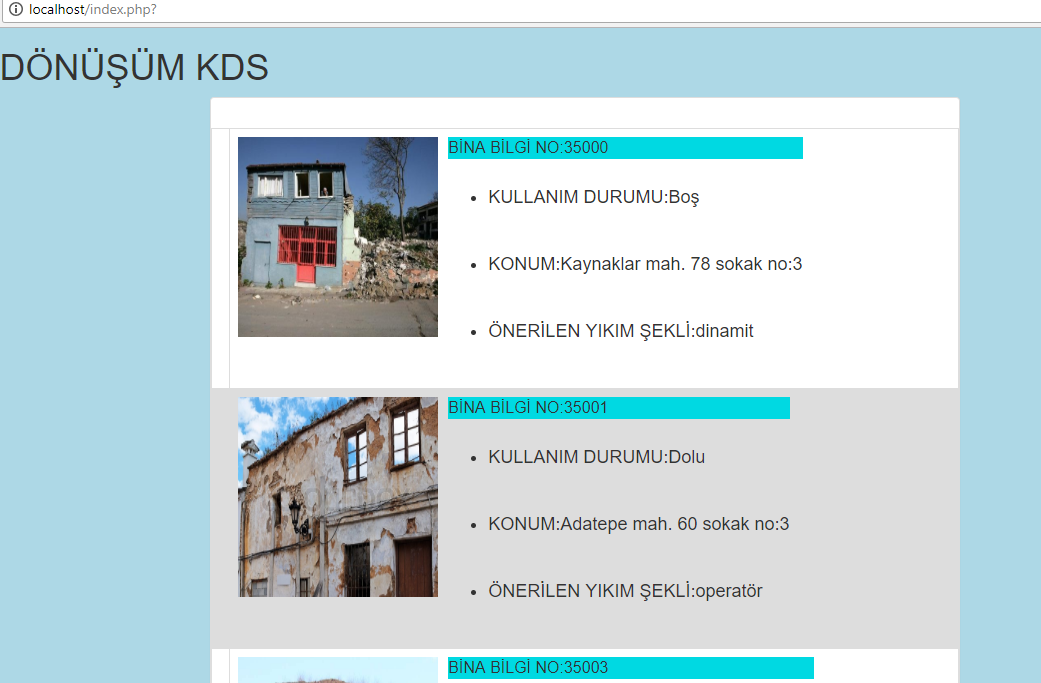 localhost/index.php?
DÖNÜŞÜM KDS
BİNA BİLGİ NO:35000
KULLANIM DURUMU:Boş
KONUM:Kaynaklar mah. 78 sokak no:3
ÖNERİLEN YIKIM ŞEKLİ:dinamit
BİNA BİLGİ NO:35001
KULLANIM DURUMU:Dolu
KONUM:Adatepe mah. 60 sokak no:3
ÖNERİLEN YIKIM ŞEKLİ:operatör
BİNA BİLGİ NO:35003